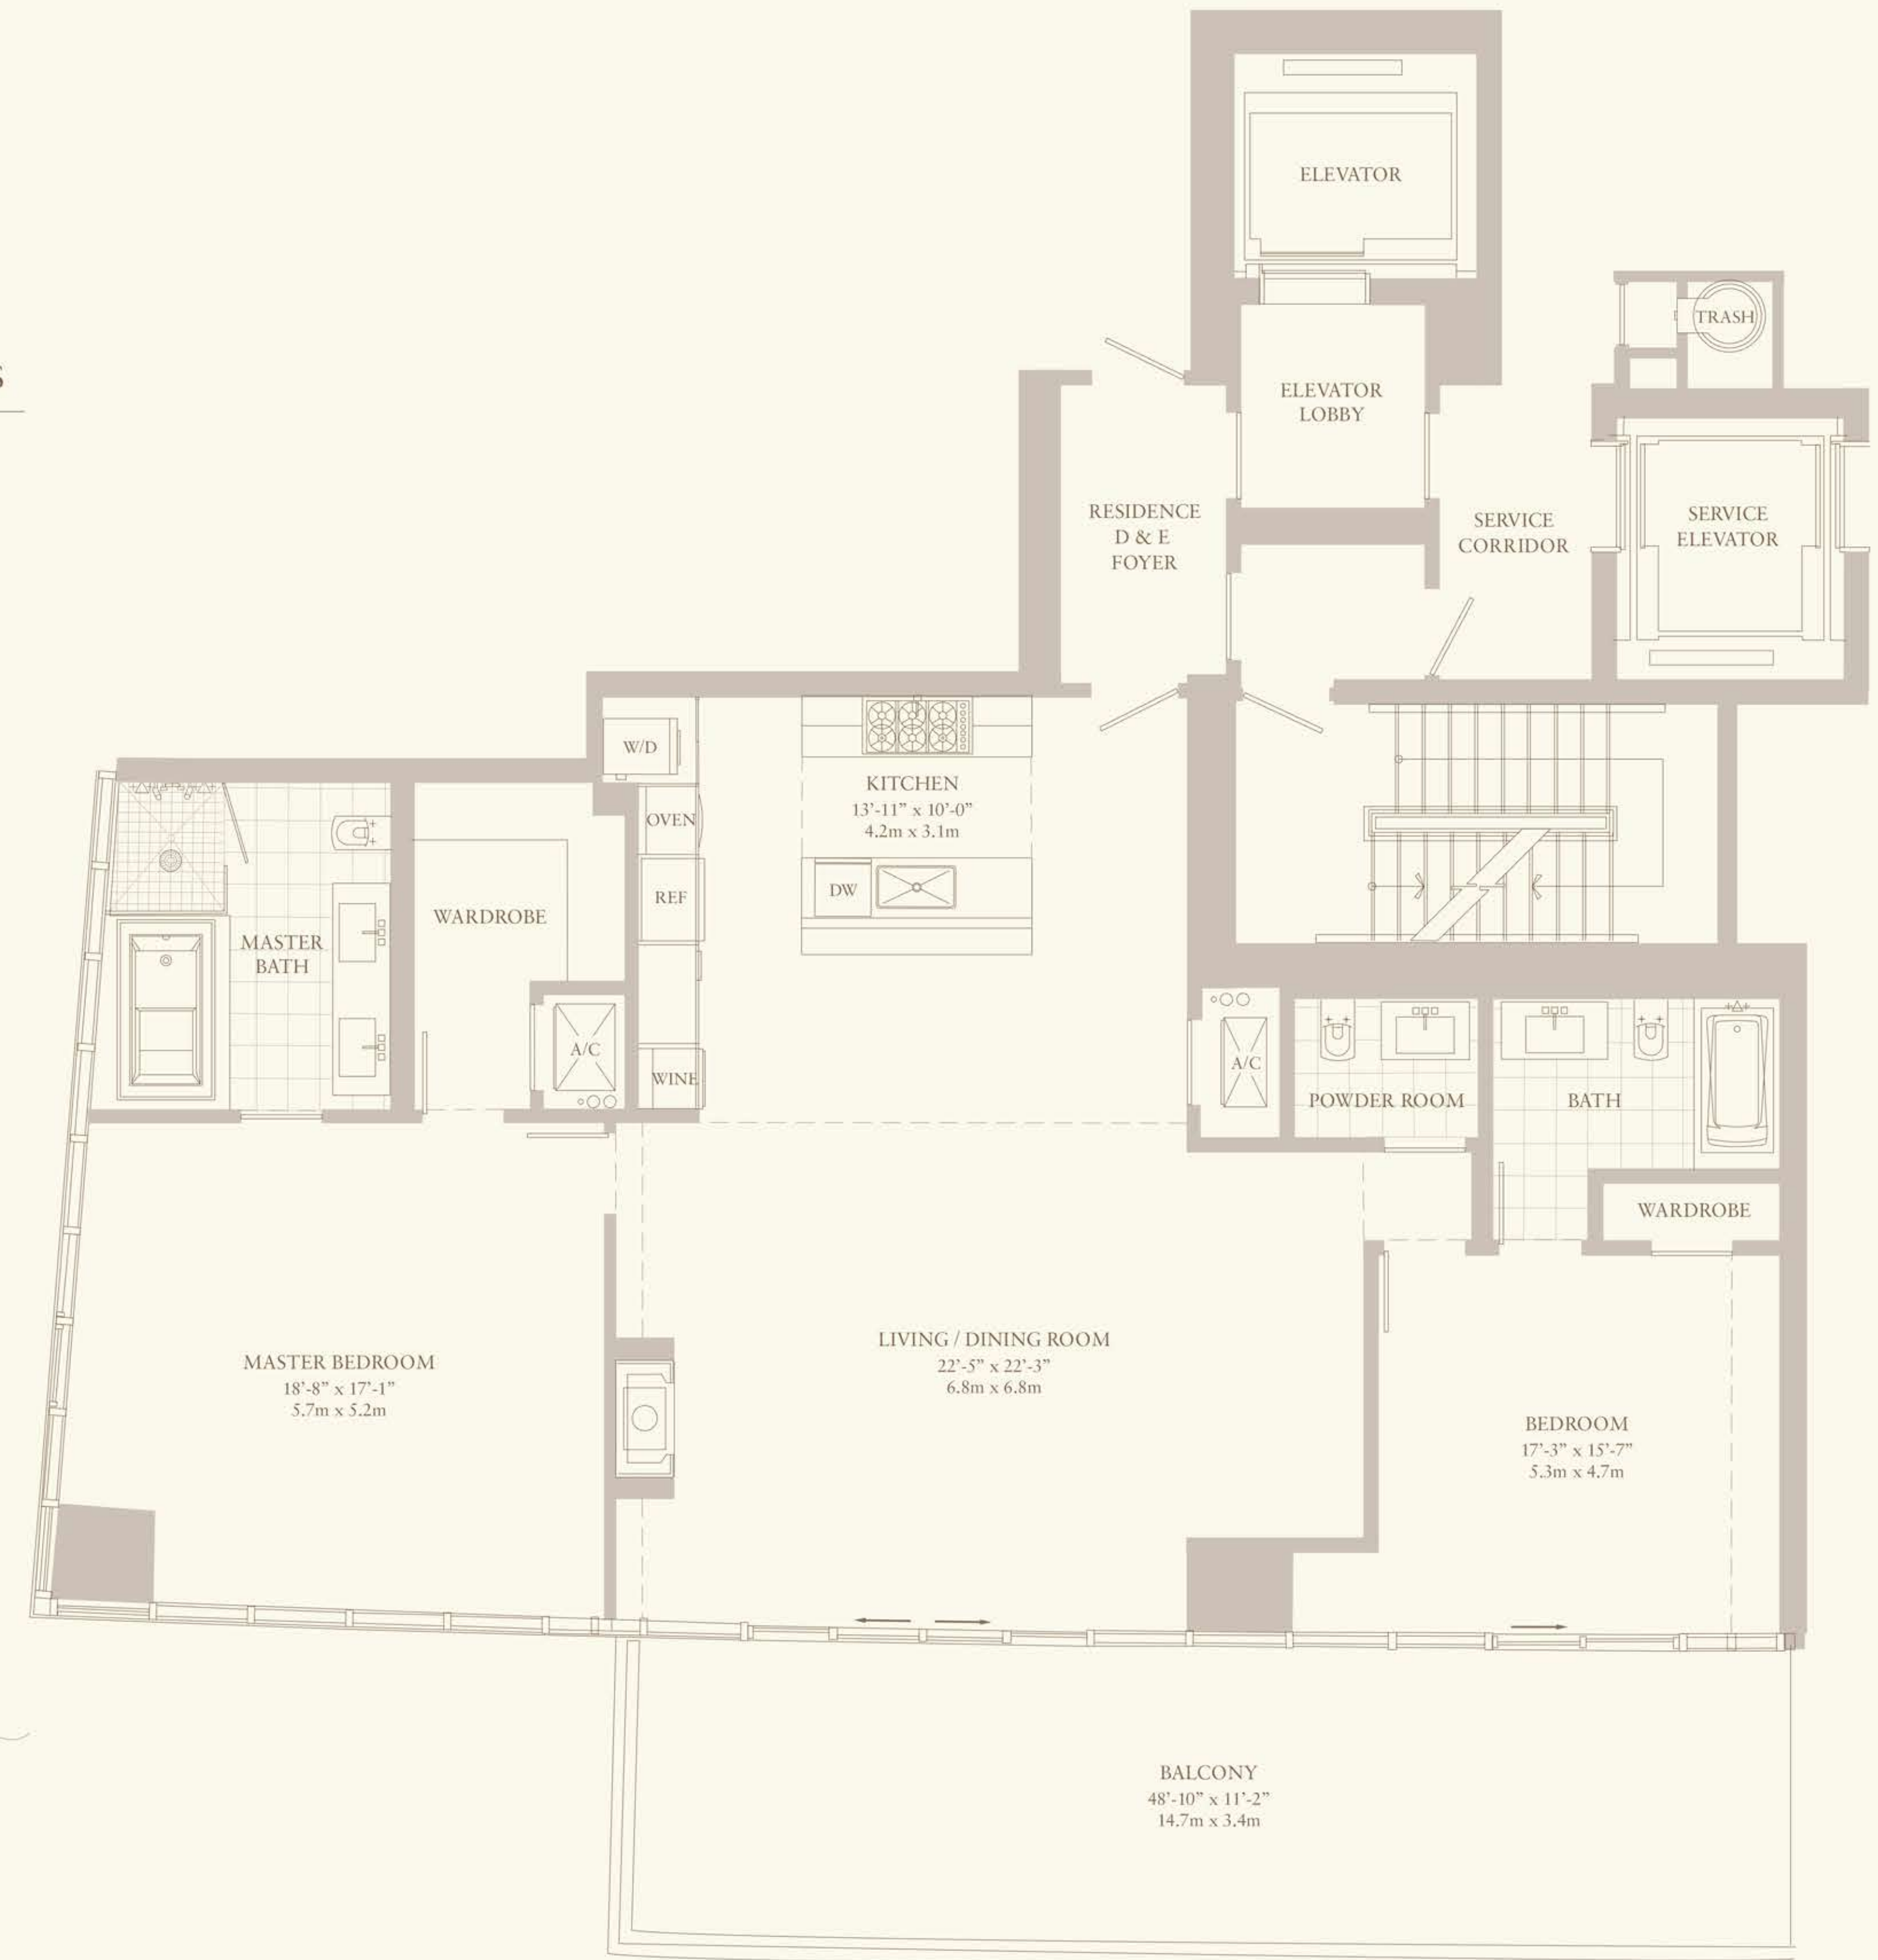 ELEVATOR
TRASH
S
ELEVATOR
LOBBY
RESIDENCE
D & E
FOYER
SERVICE
CORRIDOR
SERVICE
ELEVATOR
W/D
KITCHEN
13’-11” x 10’-0”
4.2m x 3.1m
OVEN
REF
DW
WARDROBE
MASTER
BATH
A/C
WINE
A/C
POWDER ROOM
BATH
WARDROBE
MASTER BEDROOM
18’-8” x 17’-1”
5.7m x 5.2m
LIVING / DINING ROOM
22’-5” x 22’-3”
6.8m x 6.8m
BEDROOM
17’-3” x 15’-7”
5.3m x 4.7m
BALCONY
48’-10” x 11’-2”
14.7m x 3.4m